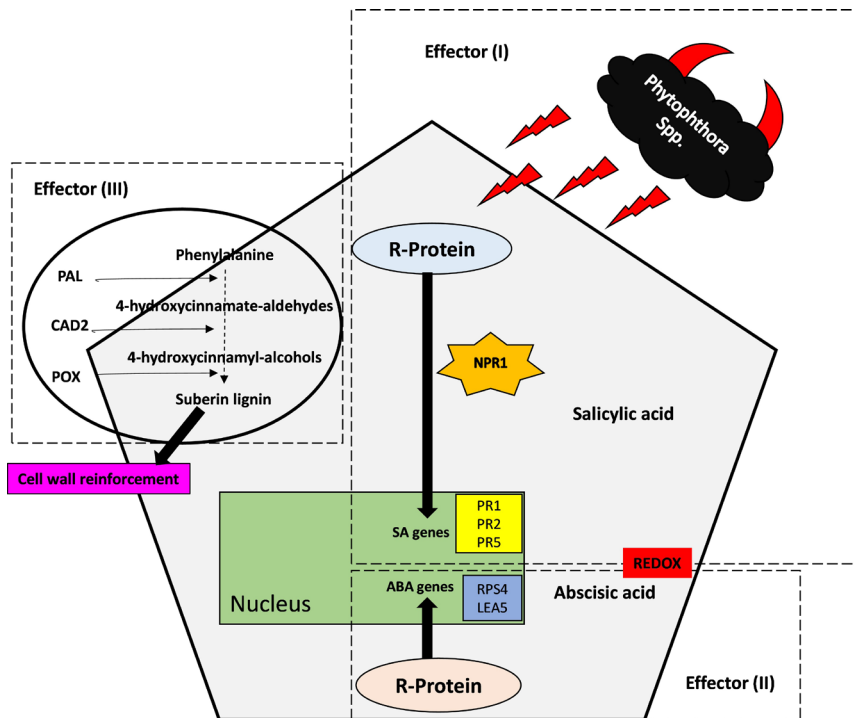 Effector (I)
Phytophthora
Spp.
Effector (III)
R-Protein
Phenylalanine
PAL
4-hydroxycinnamate-aldehydes
CAD2
4-hydroxycinnamyl-alcohols
POX
Suberin lignin
NPR1
Salicylic acid
Cell wall reinforcement
SA genes
PR1
PR2
PR5
REDOX
ABA genes
RPS4
LEA5
Abscisic acid
Nucleus
R-Protein
Effector (II)